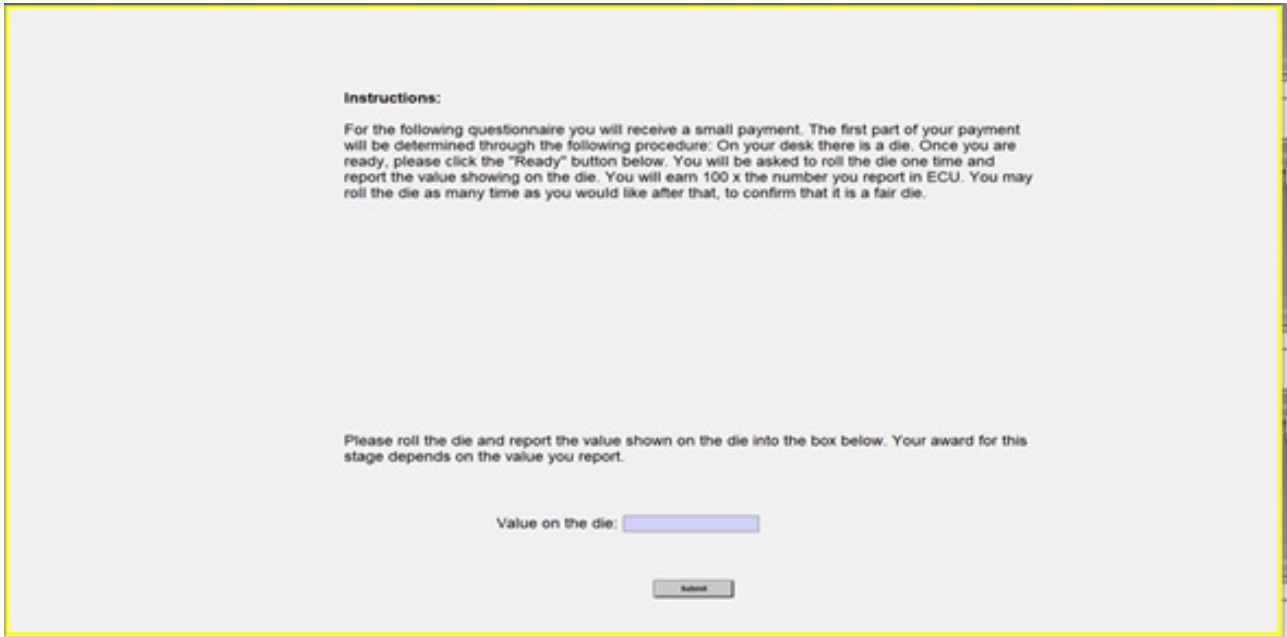 Instructions:
For the following questionnaire you will receive a small payment. The first part of your payment
will be determined through the following procedure: On your desk there is a die. Once you are
ready, please click the "Ready" button below. You will be asked to roll the die one time and
report the value showing on the die. You will earn 100 x the number you report in ECU. You may
roll the die as many time as you would like after that, to confirm that it is a fair die.
Please roll the die and report the value shown on the die into the box below. Your award for this
stage depends on the value you report.
Value on the die:
Submit